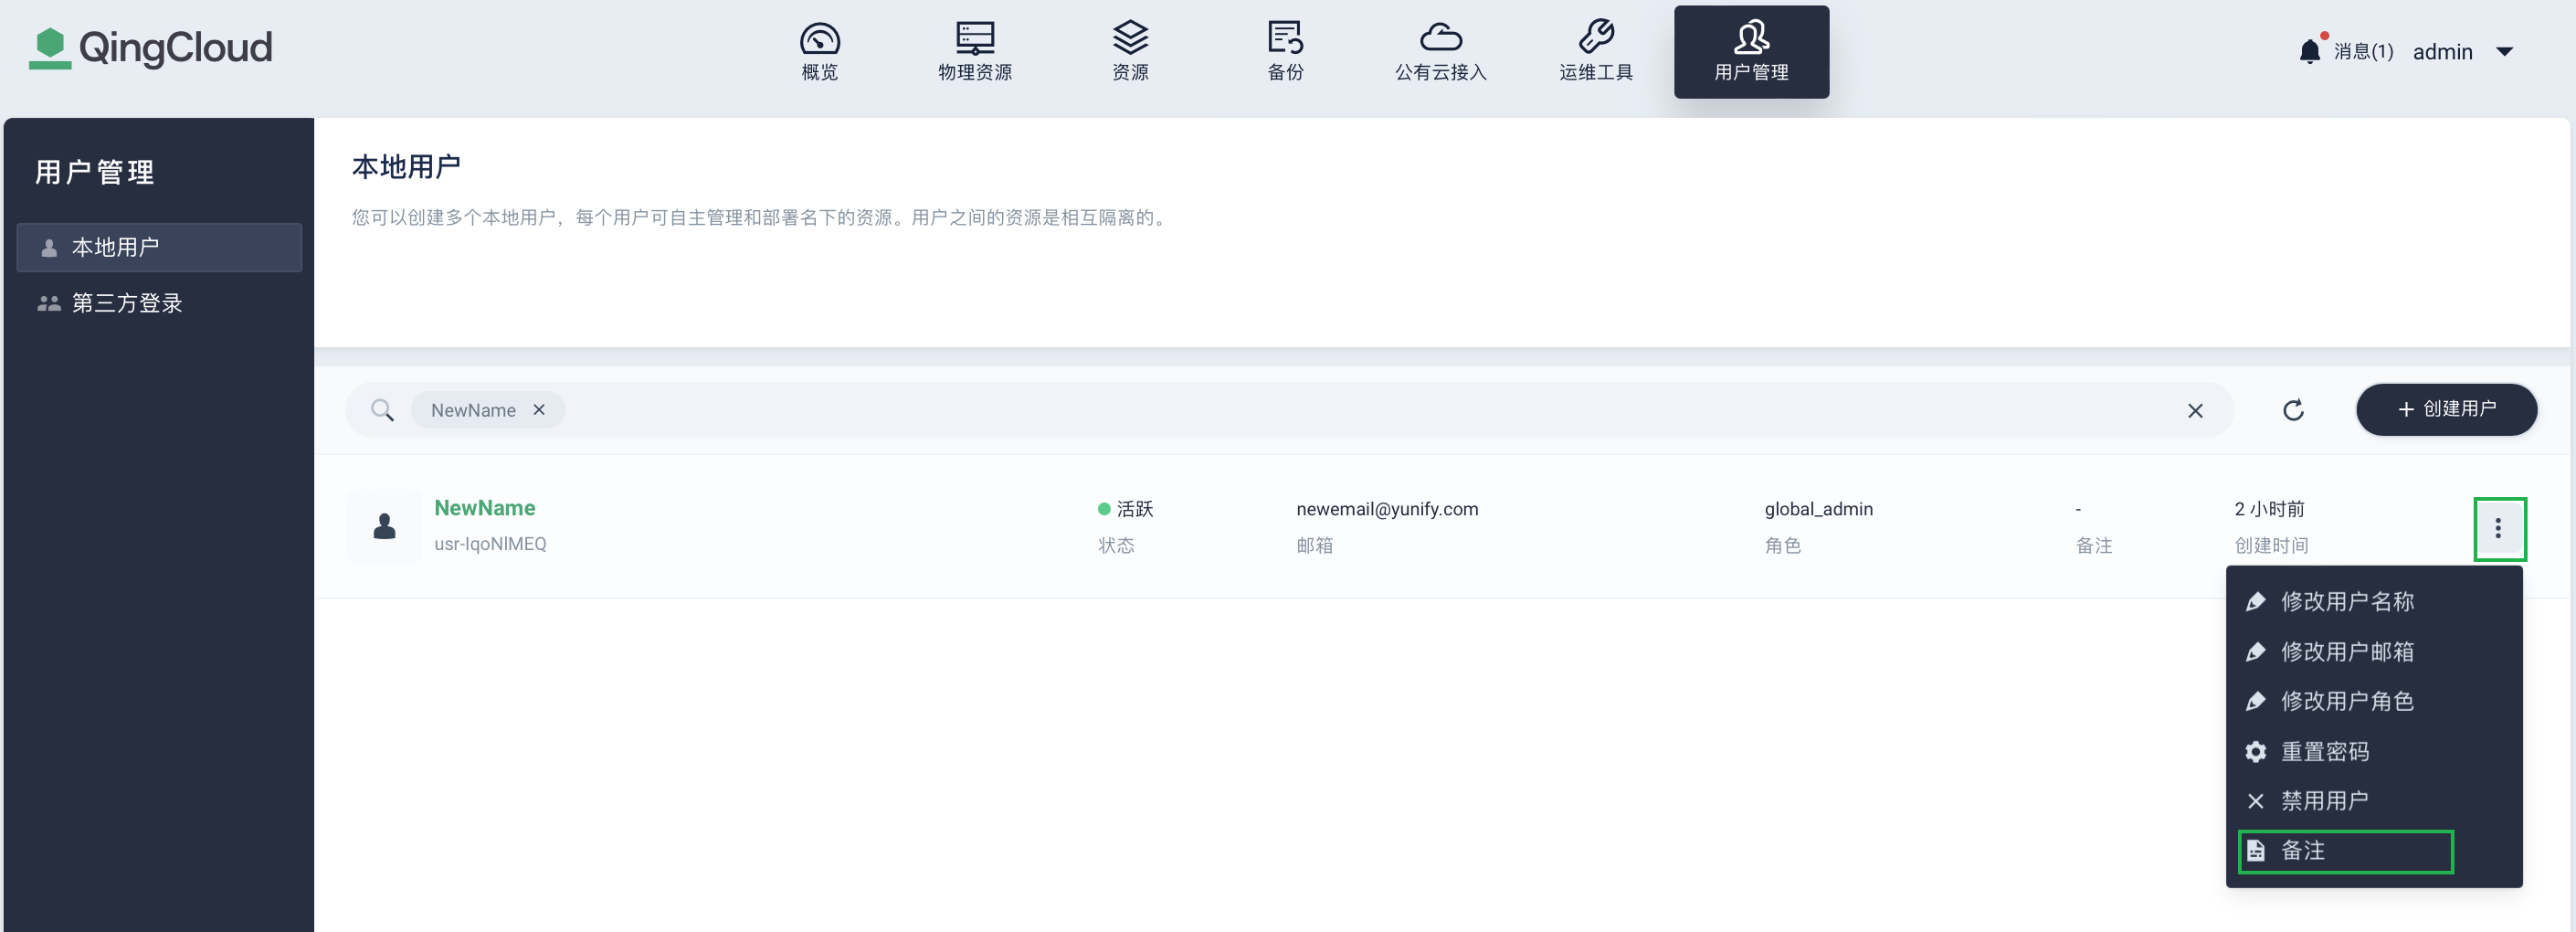 QingCloud
概览
物理资源
资源
备份
公有云接入
运维工具
用户管理
消息(1)
admin
用户管理
本地用户
第三方登录
本地用户
您可以创建多个本地用户，每个用户可自主管理和部署名下的资源。用户之间的资源是相互隔离的。
NewName
创建用户
NewName
usr-IqoNlMEQ
活跃
状态
newemail@yunify.com
邮箱
global_admin
角色
-
备注
2 小时前
创建时间
修改用户名称
修改用户邮箱
修改用户角色
重置密码
禁用用户
备注